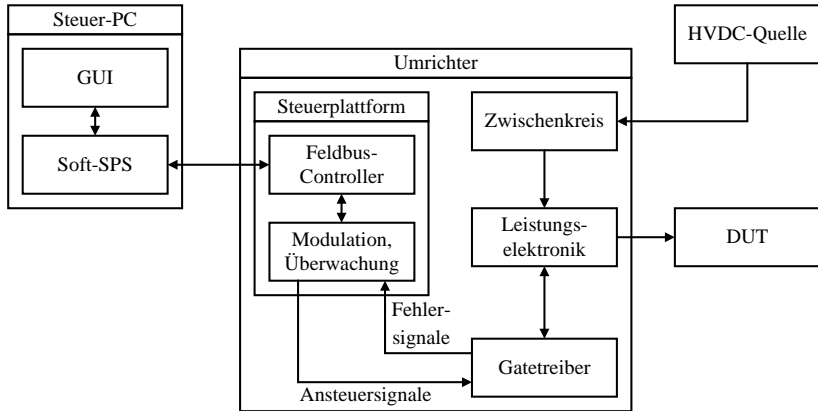 Steuer-PC
GUI
Soft-SPS
Umrichter
Steuerplattform
Feldbus-
Controller
Modulation,
Überwachung
Fehler-
signale
Ansteuersignale
Zwischenkreis
Leistungs-
elektronik
Gatetreiber
HVDC-Quelle
DUT